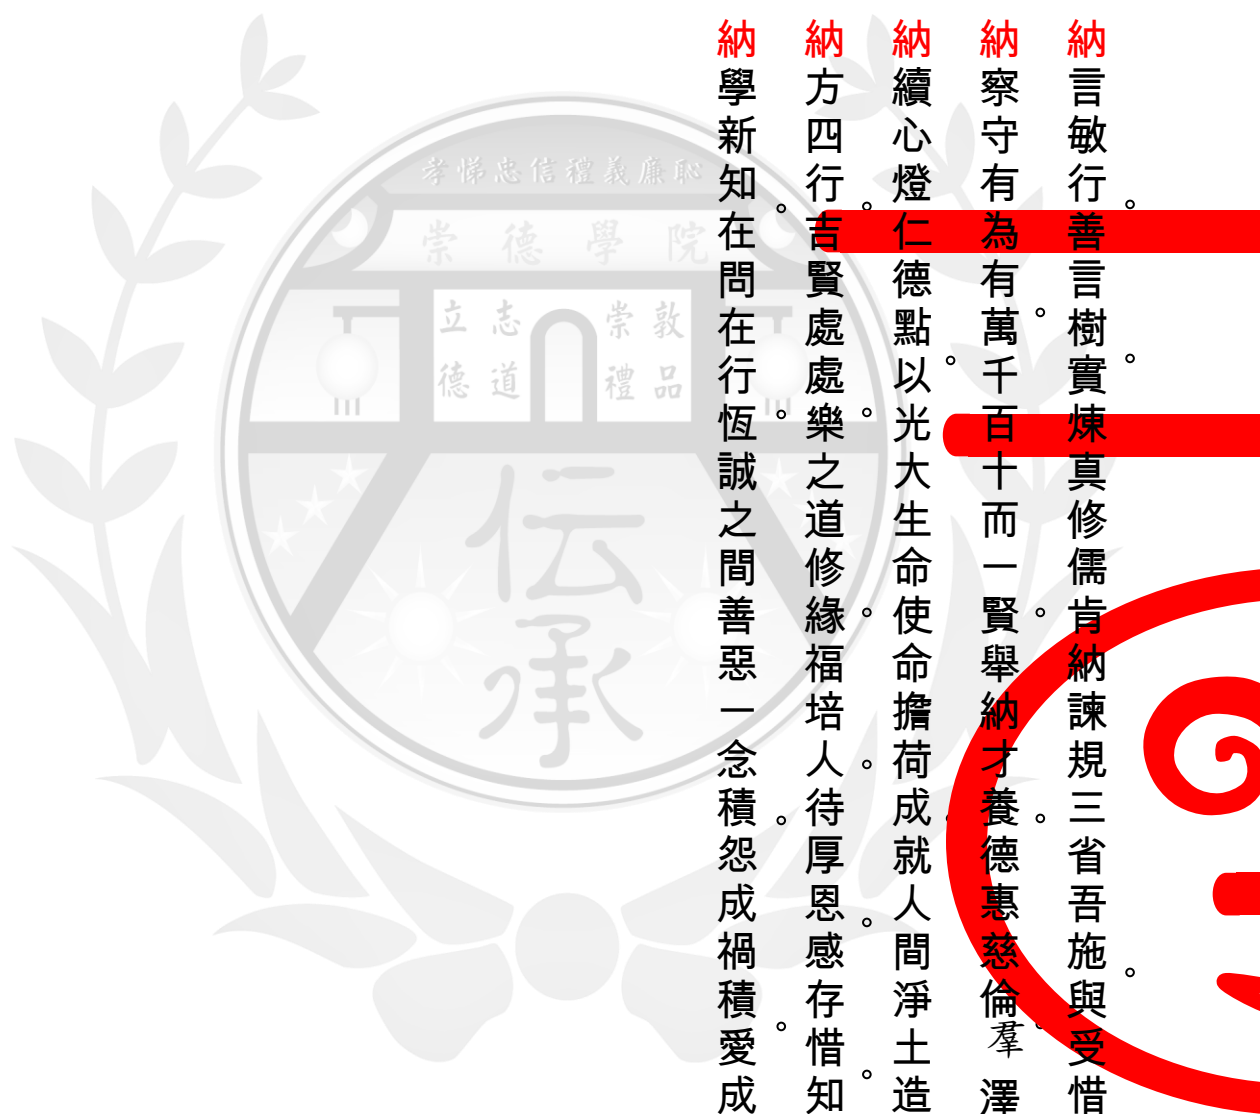 納言敏行。善言樹實。煉真修儒肯納諫規三省吾施。與受惜
納察守有為有萬。千百十而一賢。舉納才養。德惠慈倫。羣澤
納續心燈仁德點。以光大生命使命擔荷成.就人間淨土造
納方四行。吉賢處處。樂之道修緣。福培人。待厚恩。感存惜。知
納學新知。在問在行。恆誠之間善惡一念積。怨成禍積。愛成
孝悌忠信禮義廉恥
崇德學院
立志崇敦
德道禮品
伝承